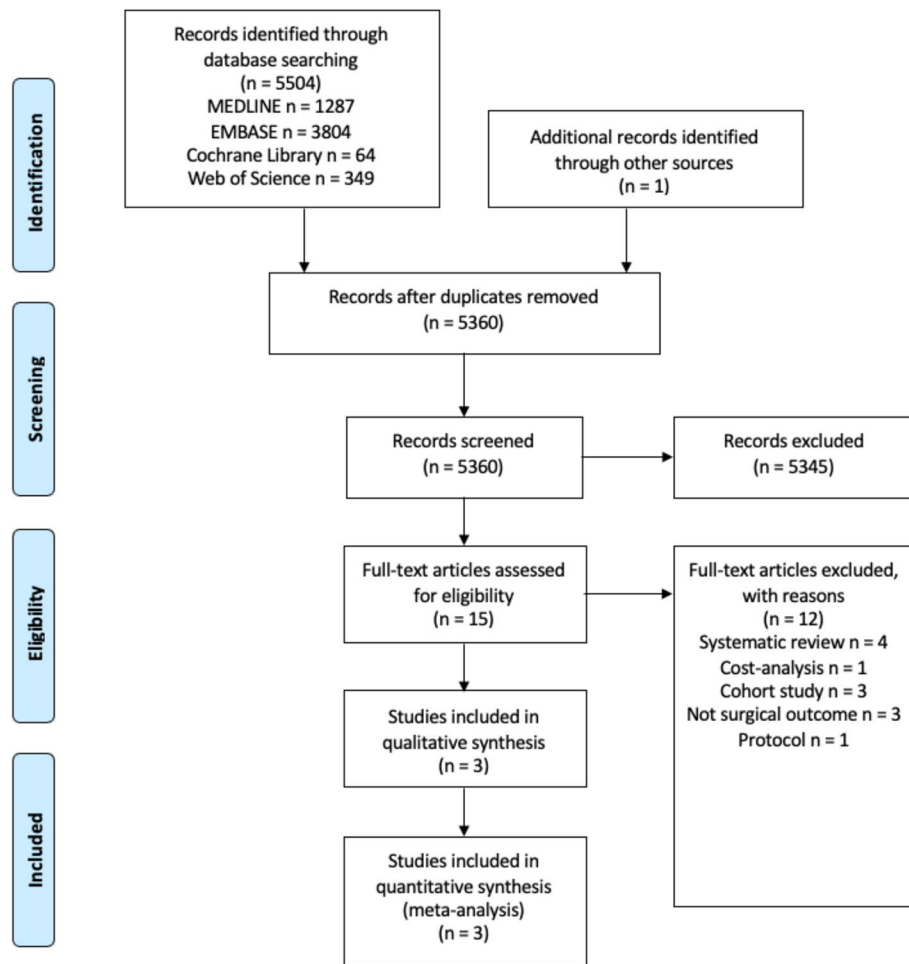 Identification
Records identified through
database searching
(n = 5504)
MEDLINE n = 1287
EMBASE n = 3804
Cochrane Library n = 64
Web of Science n = 349
Additional records identified
through other sources
(n = 1)
Records after duplicates removed
(n = 5360)
Screening
Records screened
(n = 5360)
Records excluded
(n = 5345)
Eligibility
Full-text articles assessed
for eligibility
(n = 15)
Full-text articles excluded,
with reasons
(n = 12)
Systematic review n = 4
Cost-analysis n = 1
Cohort study n = 3
Not surgical outcome n = 3
Protocol n = 1
Studies included in
qualitative synthesis
(n = 3)
Included
Studies included in
quantitative synthesis
(meta-analysis)
(n = 3)